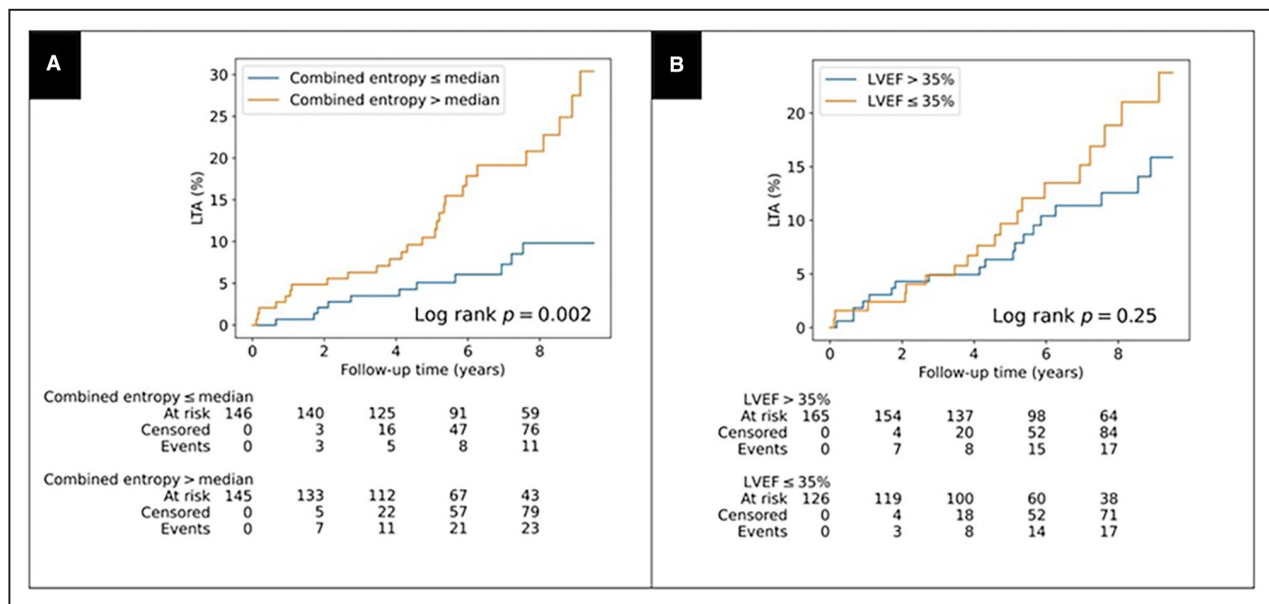 A
Combined entropy ≤ median
Combined entropy > median
30
25
20
15
10
5
0
LTA (%)
Log rank p = 0.002
0 2 4 6 8
Follow-up time (years)
Combined entropy ≤ median
At risk 146 140 125 91 59
Censored 0 3 16 47 76
Events 0 3 5 8 11
Combined entropy > median
At risk 145 133 112 67 43
Censored 0 5 22 57 79
Events 0 7 11 21 23
B
LVEF > 35%
LVEF ≤ 35%
20
15
10
5
0
LTA (%)
Log rank p = 0.25
0 2 4 6 8
Follow-up time (years)
LVEF > 35%
At risk 165 154 137 98 64
Censored 0 4 20 52 84
Events 0 7 8 15 17
LVEF ≤ 35%
At risk 126 119 100 60 38
Censored 0 4 18 52 71
Events 0 3 8 14 17